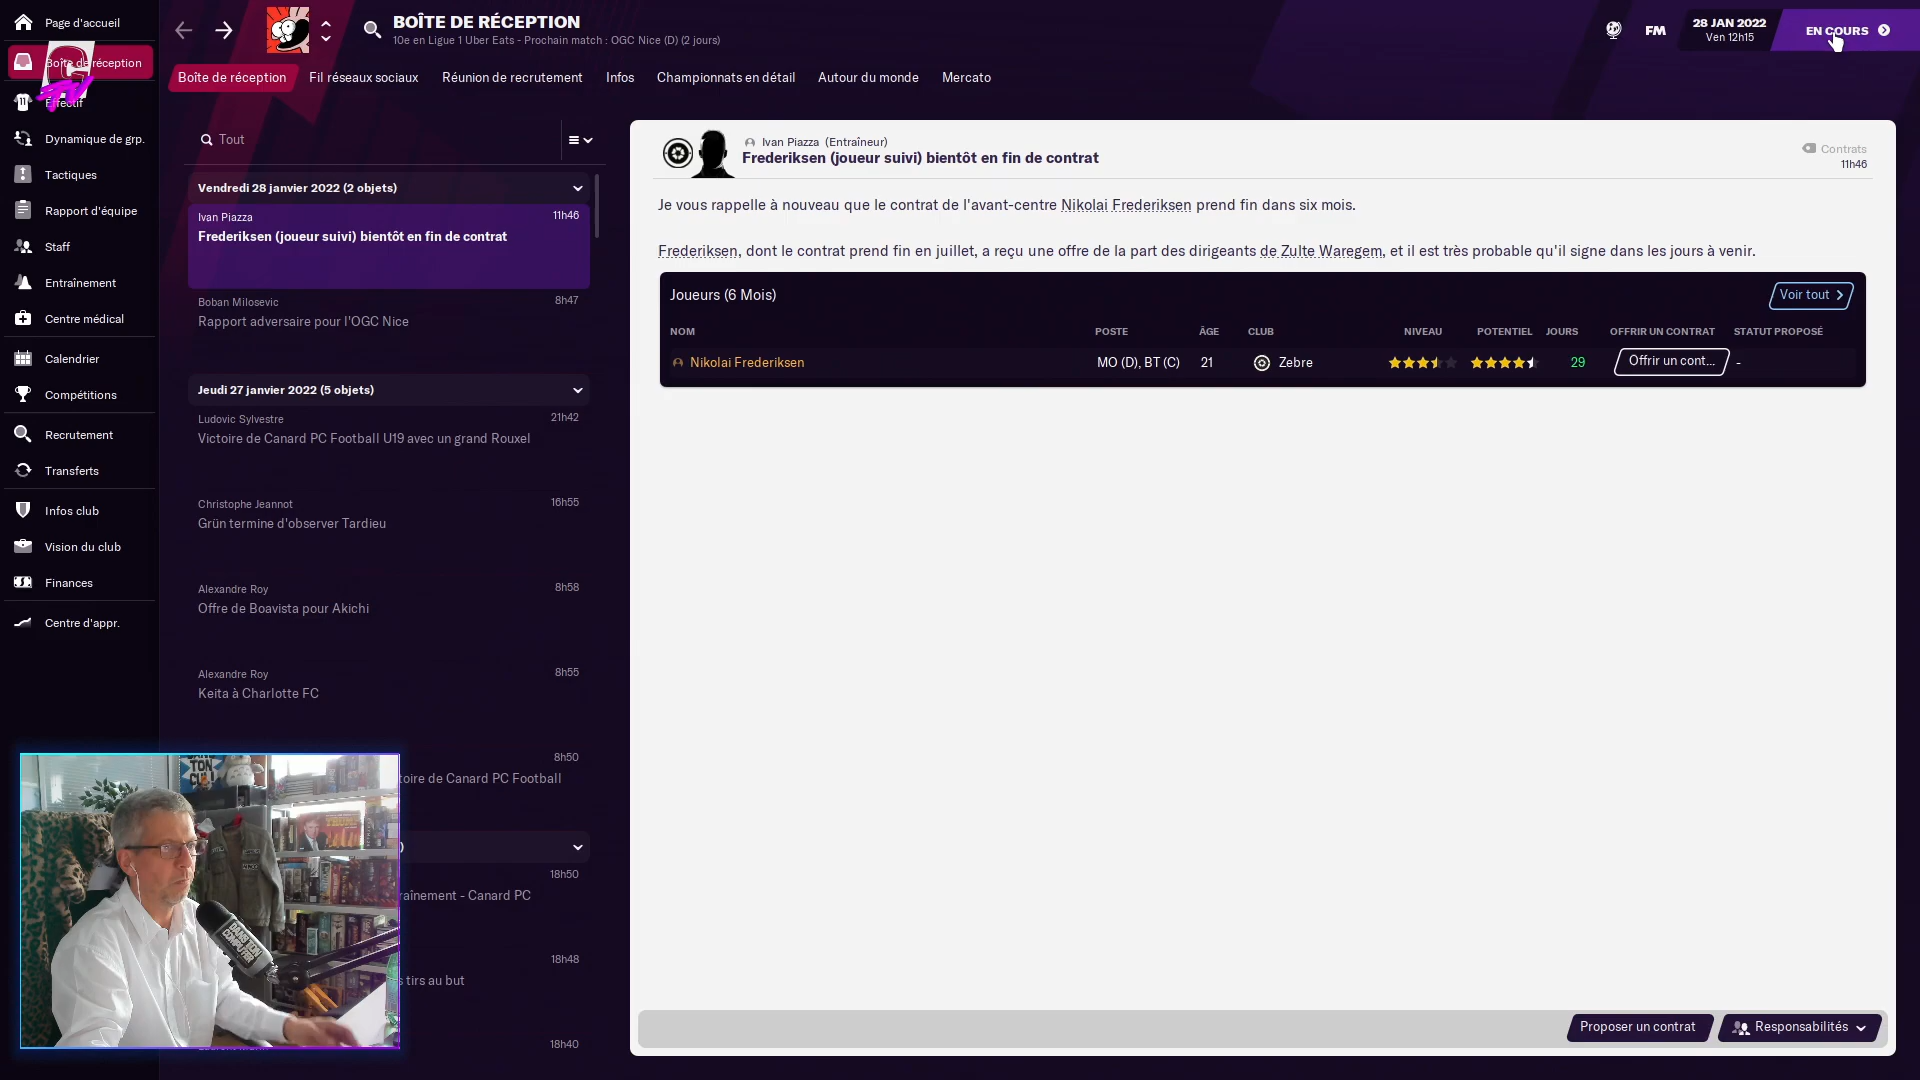 Page d'accueil
Boîte de réception
Effectif
Dynamique de grp.
Tactiques
Rapport d'équipe
Staff
Entraînement
Centre médical
Calendrier
Compétitions
Recrutement
Transferts
Infos club
Vision du club
Finances
Centre d'appr.
BOÎTE DE RÉCEPTION
10e en Ligue 1 Uber Eats - Prochain match : OGC Nice (D) (2 jours)
FM
28 JAN 2022
Ven 12h15
EN COURS
Boîte de réception
Fil réseaux sociaux
Réunion de recrutement
Infos
Championnats en détail
Autour du monde
Mercato
Tout
Vendredi 28 janvier 2022 (2 objets)
Ivan Piazza 11h46
Frederiksen (joueur suivi) bientôt en fin de contrat
Boban Milosevic 8h47
Rapport adversaire pour l'OGC Nice
Jeudi 27 janvier 2022 (5 objets)
Ludovic Sylvestre 21h42
Victoire de Canard PC Football U19 avec un grand Rouxel
Christophe Jeannot 16h55
Grün termine d'observer Tardieu
Alexandre Roy 8h58
Offre de Boavista pour Akichi
Alexandre Roy 8h55
Keita à Charlotte FC
8h50
toire de Canard PC Football
)
18h50
raînement - Canard PC
18h48
s tirs au but
18h40
Ivan Piazza (Entraîneur)
Frederiksen (joueur suivi) bientôt en fin de contrat
Contrats
11h46
Je vous rappelle à nouveau que le contrat de l'avant-centre Nikolai Frederiksen prend fin dans six mois.
Frederiksen, dont le contrat prend fin en juillet, a reçu une offre de la part des dirigeants de Zulte Waregem, et il est très probable qu'il signe dans les jours à venir.
Joueurs (6 Mois)
Voir tout
NOM POSTE ÂGE CLUB NIVEAU POTENTIEL JOURS OFFRIR UN CONTRAT STATUT PROPOSÉ
Nikolai Frederiksen MO (D), BT (C) 21 Zebre 29 Offrir un cont... -
Proposer un contrat
Responsabilités
DANS TON COMPUTER